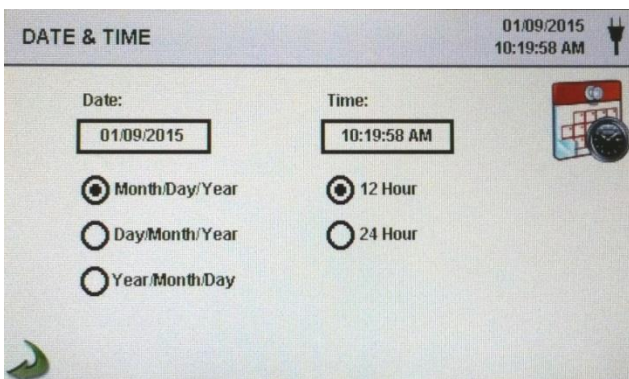 DATE & TIME
01/09/2015
10:19:58 AM
Date:
Time:
01/09/2015
10:19:58 AM
Month/Day/Year
12 Hour
Day/Month/Year
24 Hour
Year/Month/Day